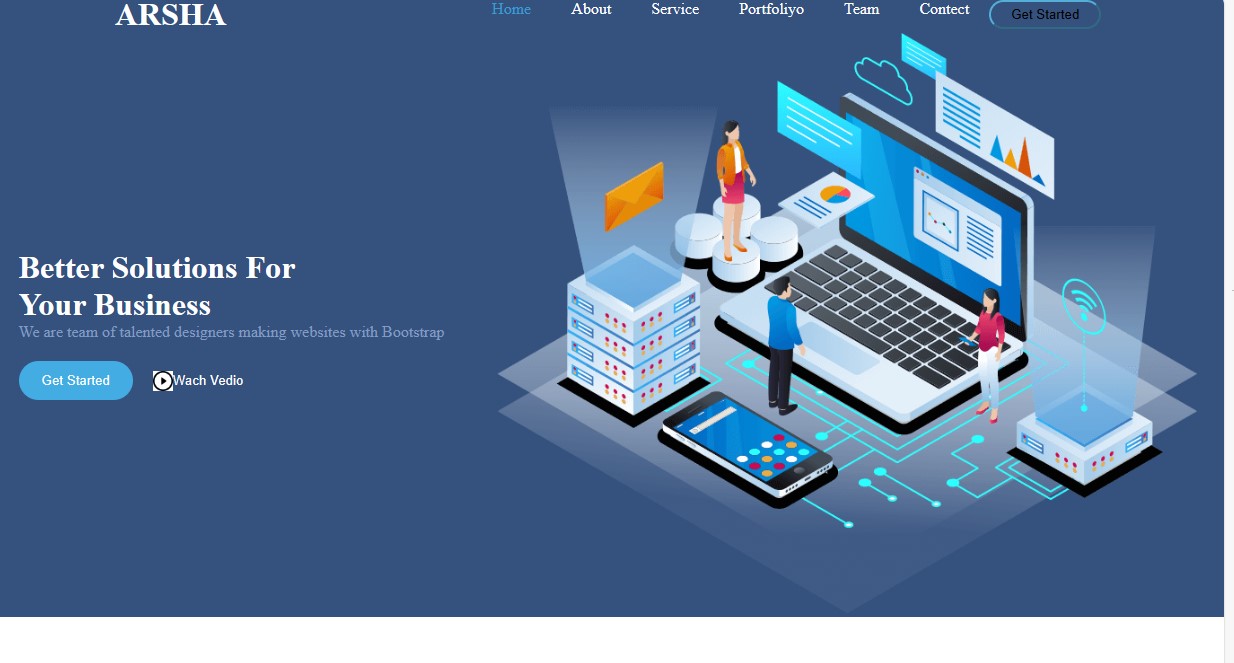 ARSHA
Home About Service Portfoliyo Team Contect Get Started
Better Solutions For
Your Business
We are team of talented designers making websites with Bootstrap
Get Started Wach Vedio